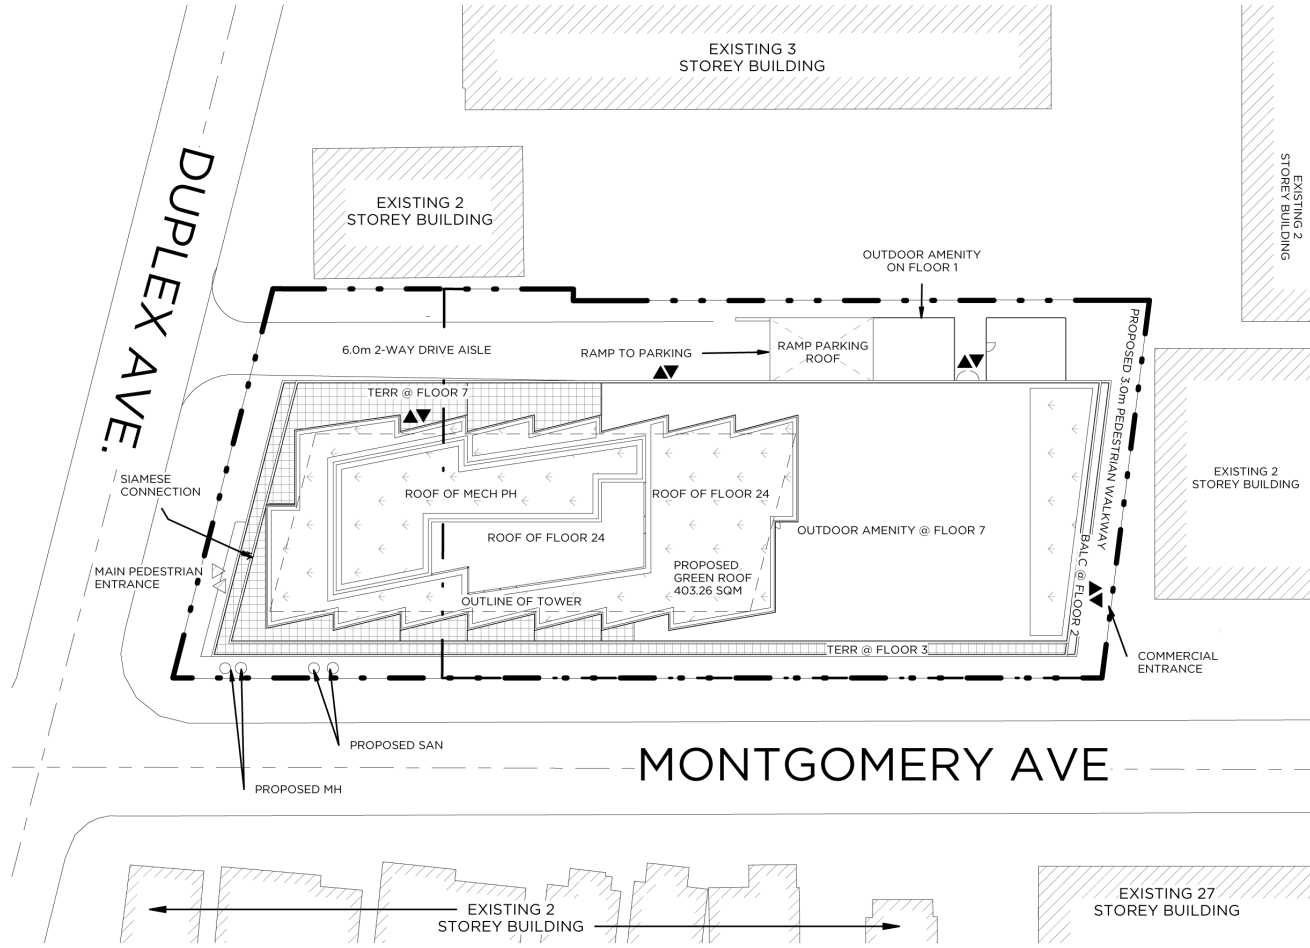 EXISTING 3
STOREY BUILDING
EXISTING 2
STOREY BUILDING
EXISTING 2
STOREY BUILDING
DUPLEX AVE.
OUTDOOR AMENITY
ON FLOOR 1
6.0m 2-WAY DRIVE AISLE
RAMP TO PARKING
RAMP PARKING
ROOF
PROPOSED 3.0m PEDESTRIAN WALKWAY
TERR @ FLOOR 7
SIAMESE
CONNECTION
ROOF OF MECH PH
ROOF OF FLOOR 24
EXISTING 2
STOREY BUILDING
ROOF OF FLOOR 24
OUTDOOR AMENITY @ FLOOR 7
MAIN PEDESTRIAN
ENTRANCE
PROPOSED
GREEN ROOF
403.26 SQM
OUTLINE OF TOWER
BALC @ FLOOR 2
TERR @ FLOOR 3
COMMERCIAL
ENTRANCE
PROPOSED SAN
PROPOSED MH
MONTGOMERY AVE
EXISTING 2
STOREY BUILDING
EXISTING 27
STOREY BUILDING